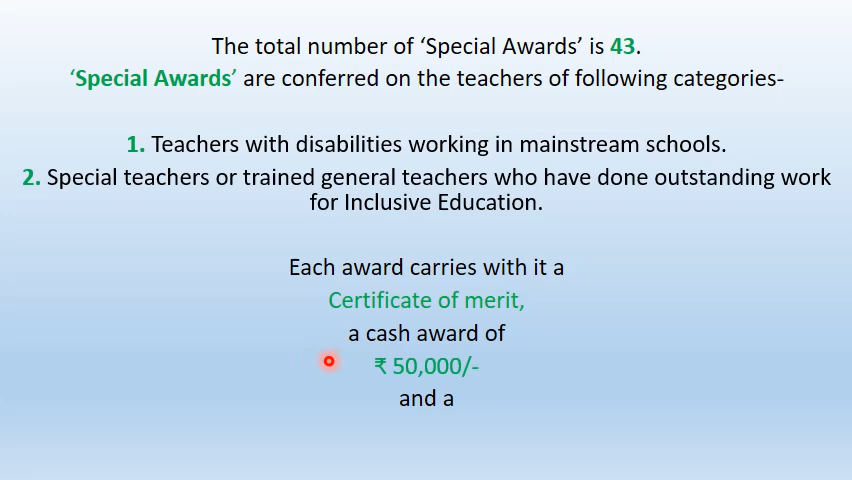 The total number of ‘Special Awards’ is 43.
‘Special Awards’ are conferred on the teachers of following categories-
1. Teachers with disabilities working in mainstream schools.
2. Special teachers or trained general teachers who have done outstanding work
for Inclusive Education.
Each award carries with it a
Certificate of merit,
a cash award of
₹ 50,000/-
and a